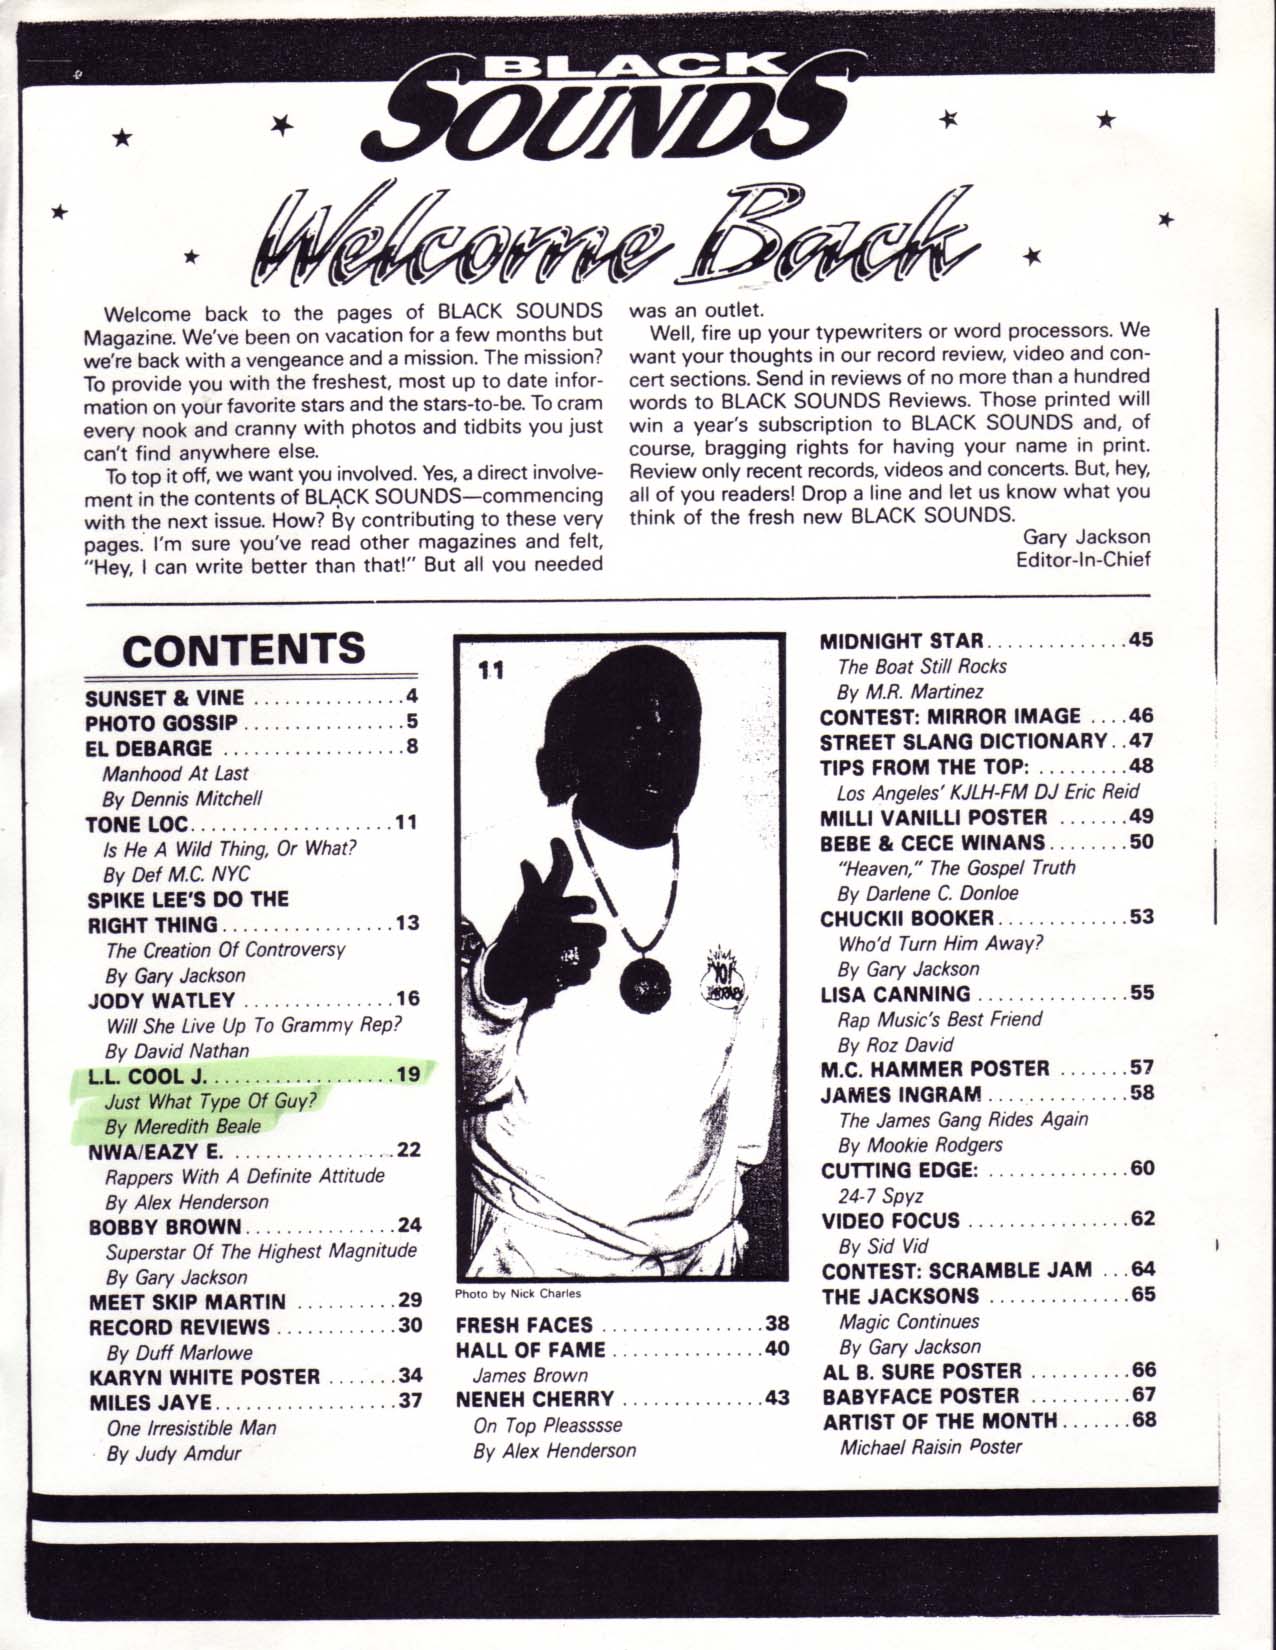 BLACK
SOUNDS
Welcome Back
Welcome back to the pages of BLACK SOUNDS
Magazine. We've been on vacation for a few months but
we're back with a vengeance and a mission. The mission?
To provide you with the freshest, most up to date infor-
mation on your favorite stars and the stars-to-be. To cram
every nook and cranny with photos and tidbits you just
can't find anywhere else.
To top it off, we want you involved. Yes, a direct involve-
ment in the contents of BLACK SOUNDS—commencing
with the next issue. How? By contributing to these very
pages. I'm sure you've read other magazines and felt,
"Hey, I can write better than that!" But all you needed
was an outlet.
Well, fire up your typewriters or word processors. We
want your thoughts in our record review, video and con-
cert sections. Send in reviews of no more than a hundred
words to BLACK SOUNDS Reviews. Those printed will
win a year's subscription to BLACK SOUNDS and, of
course, bragging rights for having your name in print.
Review only recent records, videos and concerts. But, hey,
all of you readers! Drop a line and let us know what you
think of the fresh new BLACK SOUNDS.
Gary Jackson
Editor-In-Chief
CONTENTS
SUNSET & VINE ...............4
PHOTO GOSSIP ................5
EL DEBARGE ..................8
Manhood At Last
By Dennis Mitchell
TONE LOC....................11
Is He A Wild Thing, Or What?
By Def M.C. NYC
SPIKE LEE'S DO THE
RIGHT THING.................13
The Creation Of Controversy
By Gary Jackson
JODY WATLEY ...............16
Will She Live Up To Grammy Rep?
By David Nathan
L.L. COOL J...................19
Just What Type Of Guy?
By Meredith Beale
NWA/EAZY E. ................22
Rappers With A Definite Attitude
By Alex Henderson
BOBBY BROWN...............24
Superstar Of The Highest Magnitude
By Gary Jackson
MEET SKIP MARTIN ..........29
RECORD REVIEWS ............30
By Duff Marlowe
KARYN WHITE POSTER .......34
MILES JAYE..................37
One Irresistible Man
By Judy Amdur
11
YO!
Photo by Nick Charles
FRESH FACES ................38
HALL OF FAME ...............40
James Brown
NENEH CHERRY ..............43
On Top Pleasssse
By Alex Henderson
MIDNIGHT STAR..............45
The Boat Still Rocks
By M.R. Martinez
CONTEST: MIRROR IMAGE ....46
STREET SLANG DICTIONARY..47
TIPS FROM THE TOP: .........48
Los Angeles' KJLH-FM DJ Eric Reid
MILLI VANILLI POSTER .......49
BEBE & CECE WINANS........50
"Heaven," The Gospel Truth
By Darlene C. Donloe
CHUCKII BOOKER.............53
Who'd Turn Him Away?
By Gary Jackson
LISA CANNING ...............55
Rap Music's Best Friend
By Roz David
M.C. HAMMER POSTER .......57
JAMES INGRAM ..............58
The James Gang Rides Again
By Mookie Rodgers
CUTTING EDGE: ..............60
24-7 Spyz
VIDEO FOCUS ................62
By Sid Vid
CONTEST: SCRAMBLE JAM ...64
THE JACKSONS ..............65
Magic Continues
By Gary Jackson
AL B. SURE POSTER ..........66
BABYFACE POSTER ..........67
ARTIST OF THE MONTH.......68
Michael Raisin Poster